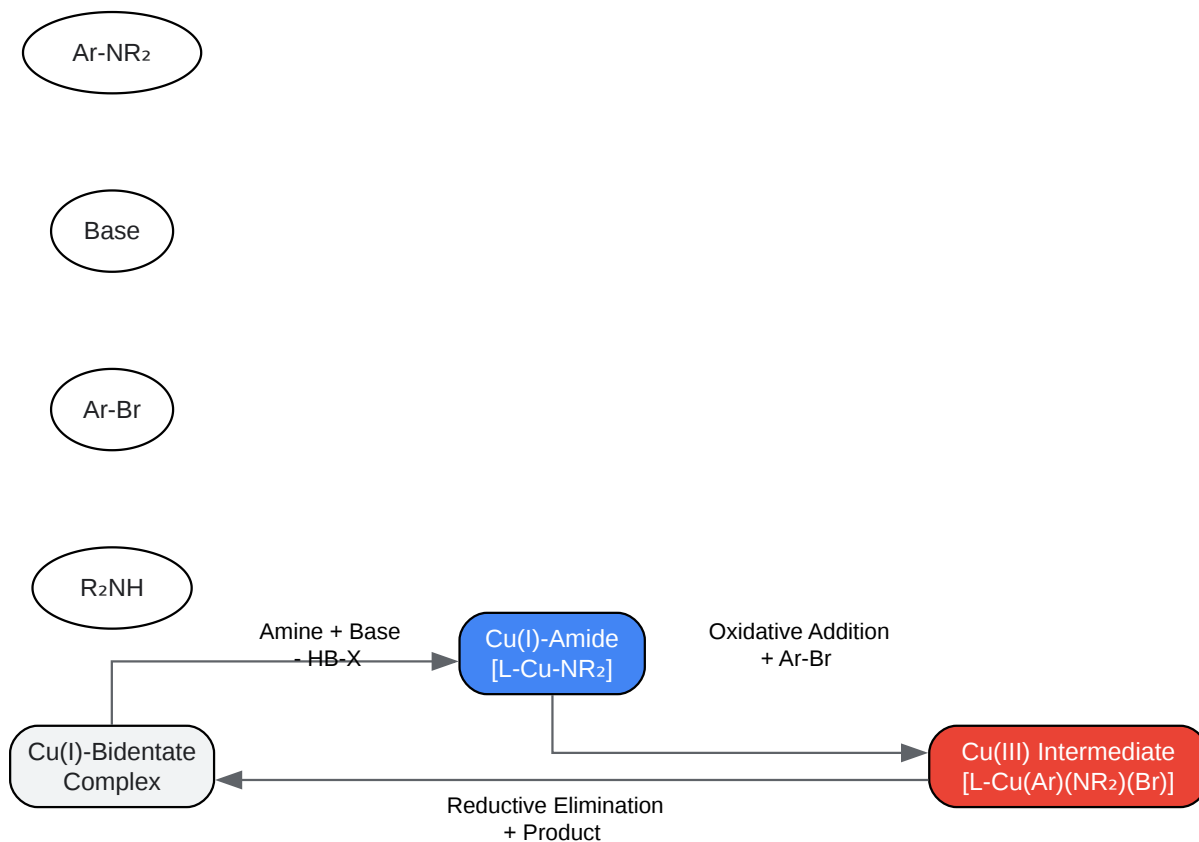 Ar-NR₂
Base
Ar-Br
R₂NH
Amine + Base
- HB-X
Cu(I)-Amide
[L-Cu-NR₂]
Oxidative Addition
+ Ar-Br
Cu(I)-Bidentate
Complex
Cu(III) Intermediate
[L-Cu(Ar)(NR₂)(Br)]
Reductive Elimination
+ Product